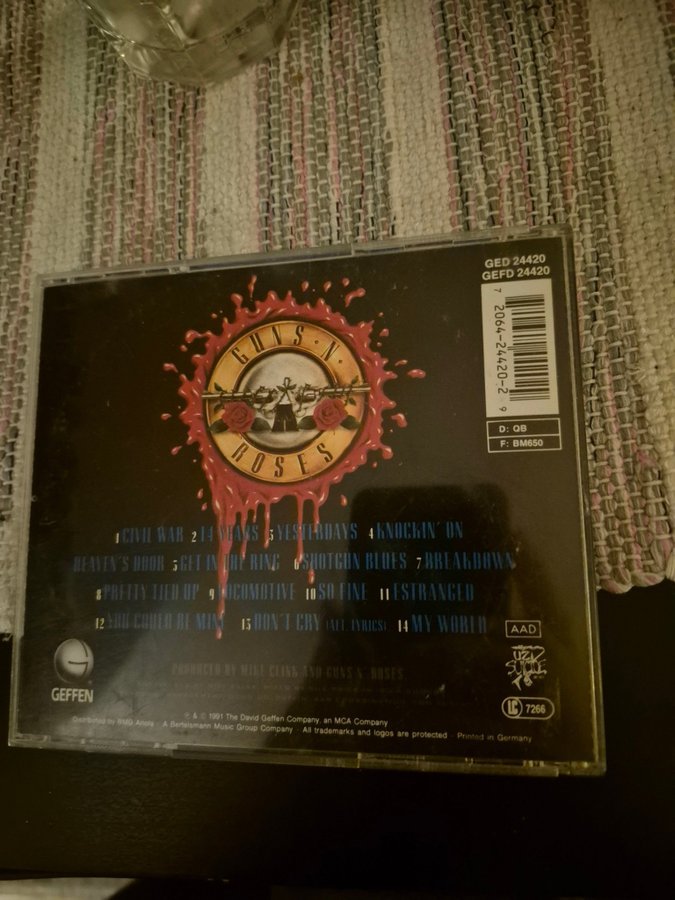 GED 24420
GEFD 24420
7 2064-24420-2 9
D: QB
F: BM650
GUNS · N ·
ROSES
1 CIVIL WAR 2 14 YEARS 3 YESTERDAYS 4 KNOCKIN' ON
HEAVEN'S DOOR 5 GET IN THE RING 6 SHOTGUN BLUES 7 BREAKDOWN
8 PRETTY TIED UP 9 LOCOMOTIVE 10 SO FINE 11 ESTRANGED
12 YOU COULD BE MINE 13 DON'T CRY (ALT. LYRICS) 14 MY WORLD
AAD
PRODUCED BY MIKE CLINK AND GUNS N' ROSES
UZI
SUICIDE
GEFFEN
LC 7266
℗ & © 1991 The David Geffen Company, an MCA Company
Distributed by BMG Ariola · A Bertelsmann Music Group Company · All trademarks and logos are protected · Printed in Germany